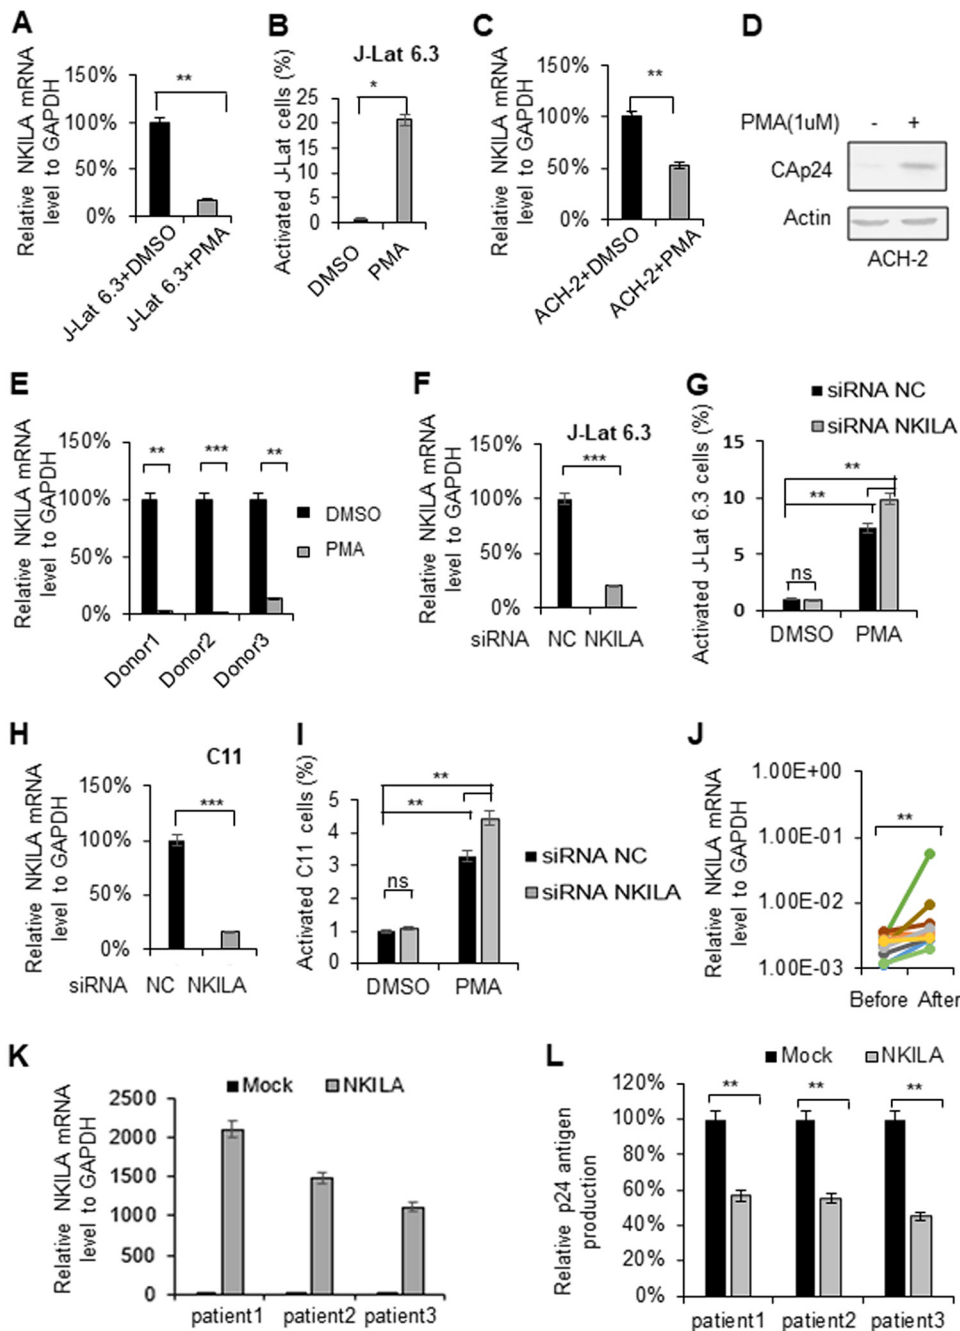 A
Relative NKILA mRNA
level to GAPDH
150%
100%
50%
0%
**
J-Lat 6.3+DMSO
J-Lat 6.3+PMA
B
J-Lat 6.3
Activated J-Lat cells (%)
25
20
15
10
5
0
*
DMSO
PMA
C
Relative NKILA mRNA
level to GAPDH
150%
100%
50%
0%
**
ACH-2+DMSO
ACH-2+PMA
D
PMA(1uM) - +
CAp24
Actin
ACH-2
E
Relative NKILA mRNA
level to GAPDH
150%
100%
50%
0%
** *** **
DMSO
PMA
Donor1
Donor2
Donor3
F
J-Lat 6.3
Relative NKILA mRNA
level to GAPDH
150%
100%
50%
0%
***
siRNA NC NKILA
G
siRNA NC
siRNA NKILA
Activated J-Lat 6.3 cells (%)
15
10
5
0
**
**
ns
DMSO PMA
H
C11
Relative NKILA mRNA
level to GAPDH
150%
100%
50%
0%
***
siRNA NC NKILA
I
Activated C11 cells (%)
5
4
3
2
1
0
**
**
ns
DMSO PMA
siRNA NC
siRNA NKILA
J
Relative NKILA mRNA
level to GAPDH
1.00E+00
1.00E-01
1.00E-02
1.00E-03
**
Before After
K
Mock NKILA
Relative NKILA mRNA
level to GAPDH
2500
2000
1500
1000
500
0
patient1 patient2 patient3
L
Mock NKILA
Relative p24 antigen
production
120%
100%
80%
60%
40%
20%
0%
** ** **
patient1 patient2 patient3